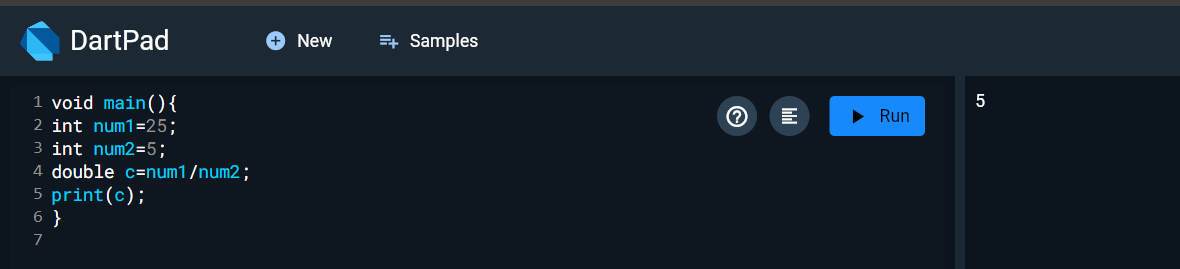 DartPad
New
Samples
1 void main(){
2 int num1=25;
3 int num2=5;
4 double c=num1/num2;
5 print(c);
6 }
7
Run
5